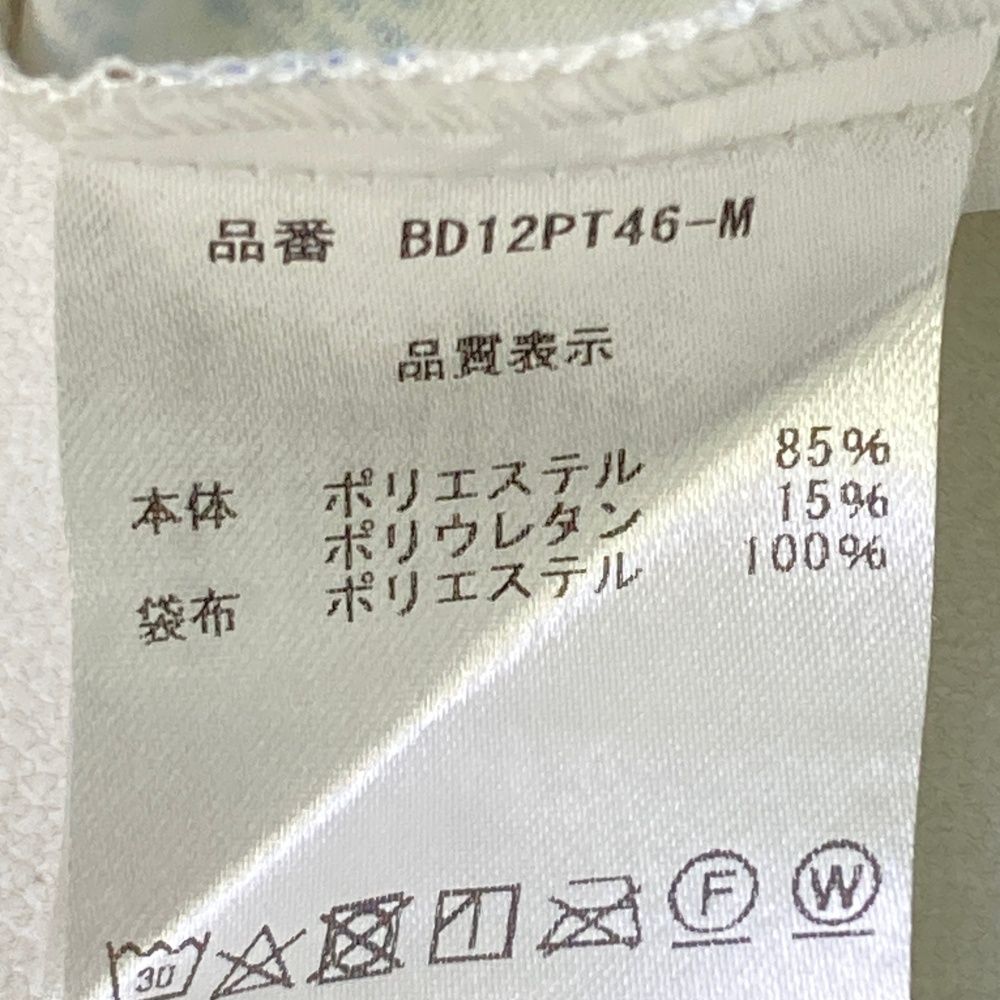 品番 BD12PT46-M
品質表示
本体 ポリエステル 85%
ポリウレタン 15%
袋布 ポリエステル 100%
30 F W